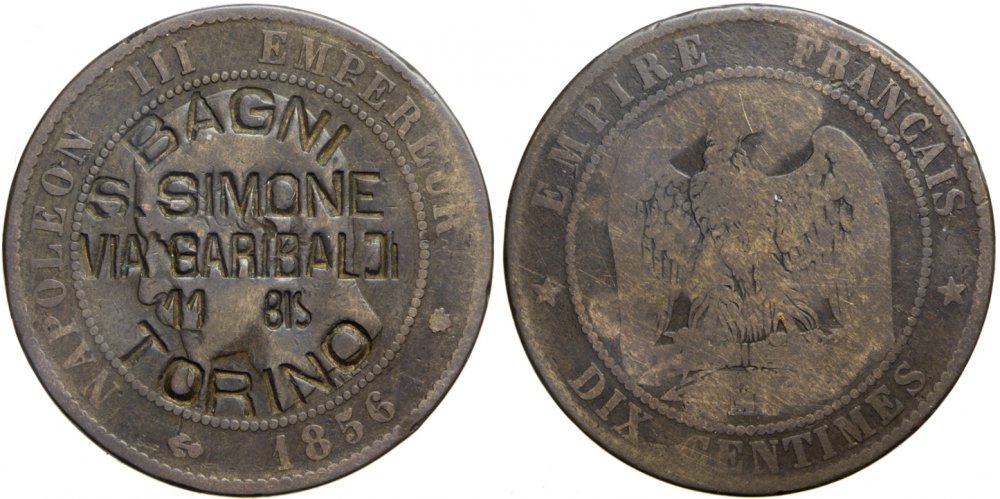 NAPOLEON III EMPEREUR
BAGNI
S. SIMONE
VIA GARIBALDI
11 BIS
TORINO
1856
EMPIRE FRANÇAIS
DIX CENTIMES